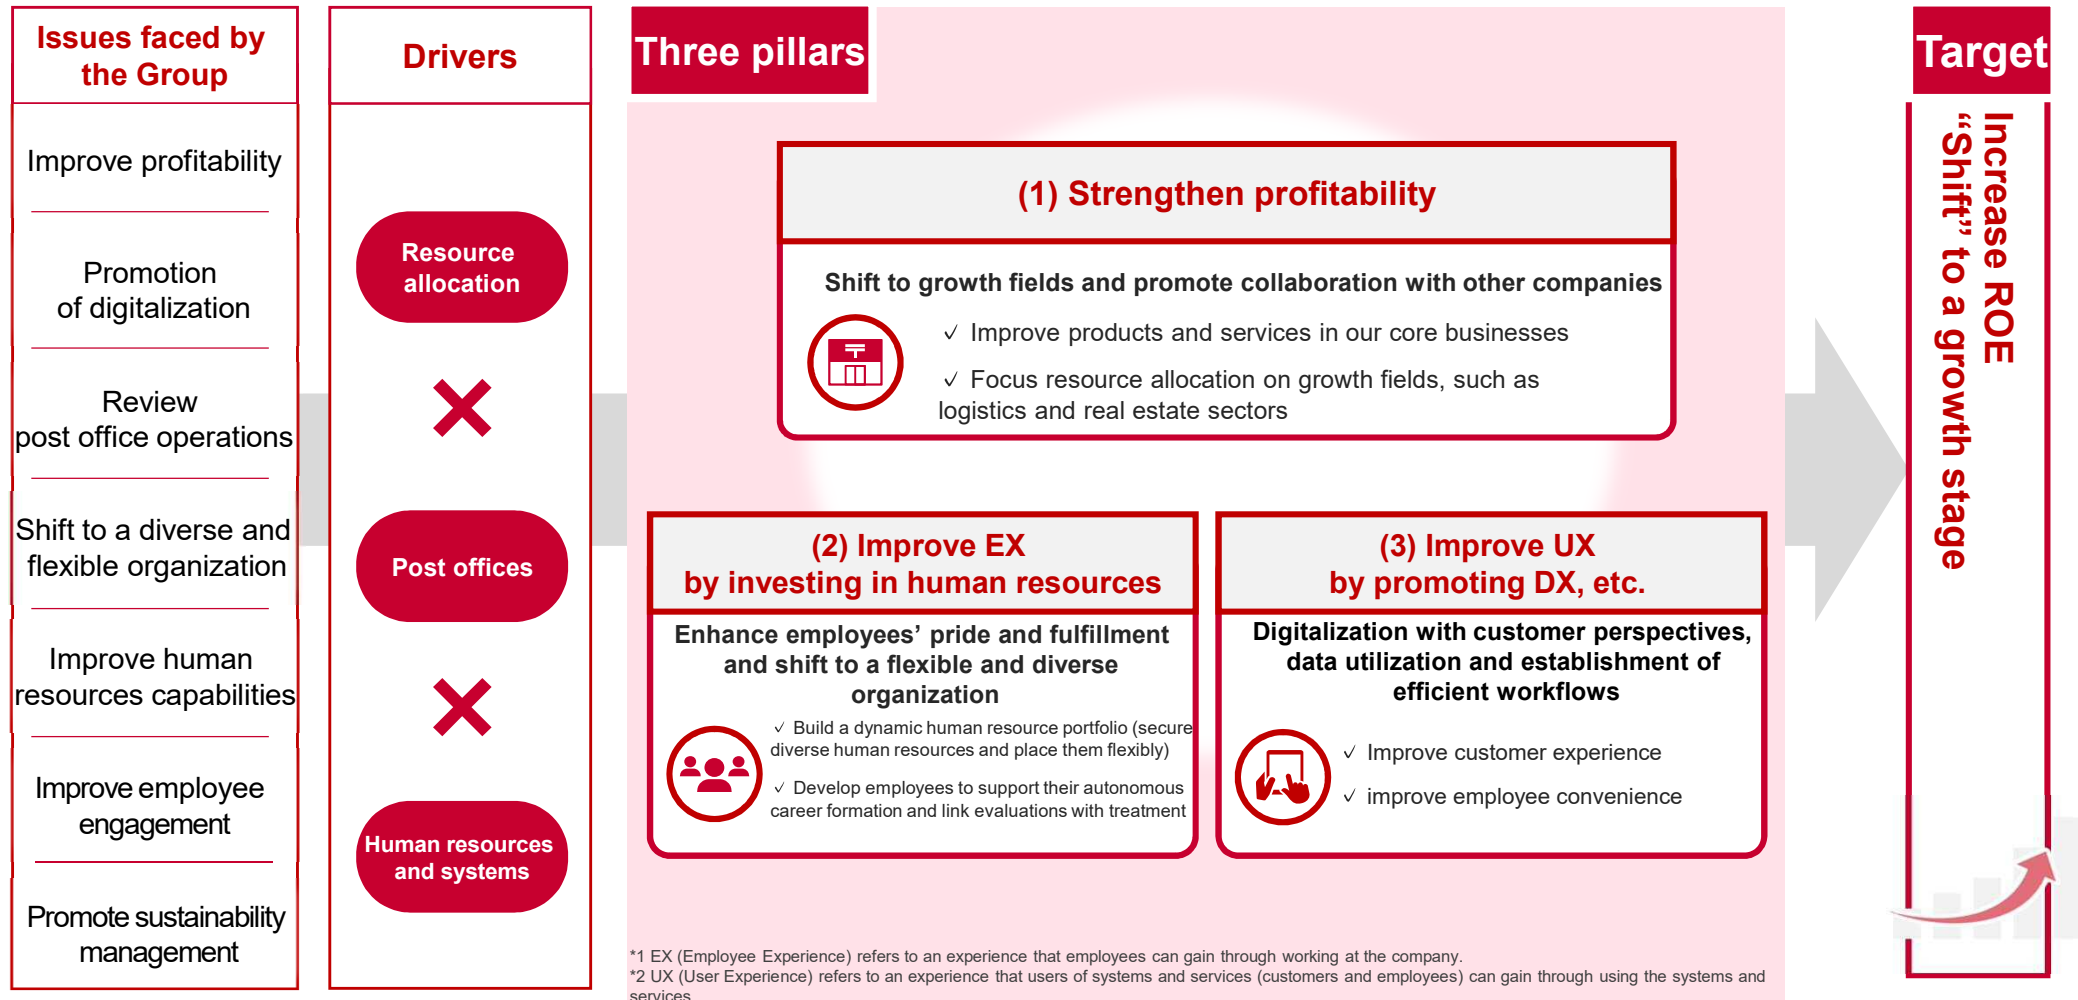 Issues faced by
the Group
Improve profitability
Promotion
of digitalization
Review
post office operations
Shift to a diverse and
flexible organization
Improve human
resources capabilities
Improve employee
engagement
Promote sustainability
management
Drivers
Resource
allocation
Post offices
Human resources
and systems
Three pillars
(1) Strengthen profitability
Shift to growth fields and promote collaboration with other companies
✓ Improve products and services in our core businesses
✓ Focus resource allocation on growth fields, such as
logistics and real estate sectors
(2) Improve EX
by investing in human resources
Enhance employees’ pride and fulfillment
and shift to a flexible and diverse
organization
✓ Build a dynamic human resource portfolio (secure
diverse human resources and place them flexibly)
✓ Develop employees to support their autonomous
career formation and link evaluations with treatment
(3) Improve UX
by promoting DX, etc.
Digitalization with customer perspectives,
data utilization and establishment of
efficient workflows
✓ Improve customer experience
✓ improve employee convenience
*1 EX (Employee Experience) refers to an experience that employees can gain through working at the company.
*2 UX (User Experience) refers to an experience that users of systems and services (customers and employees) can gain through using the systems and
services
Target
Increase ROE
“Shift” to a growth stage